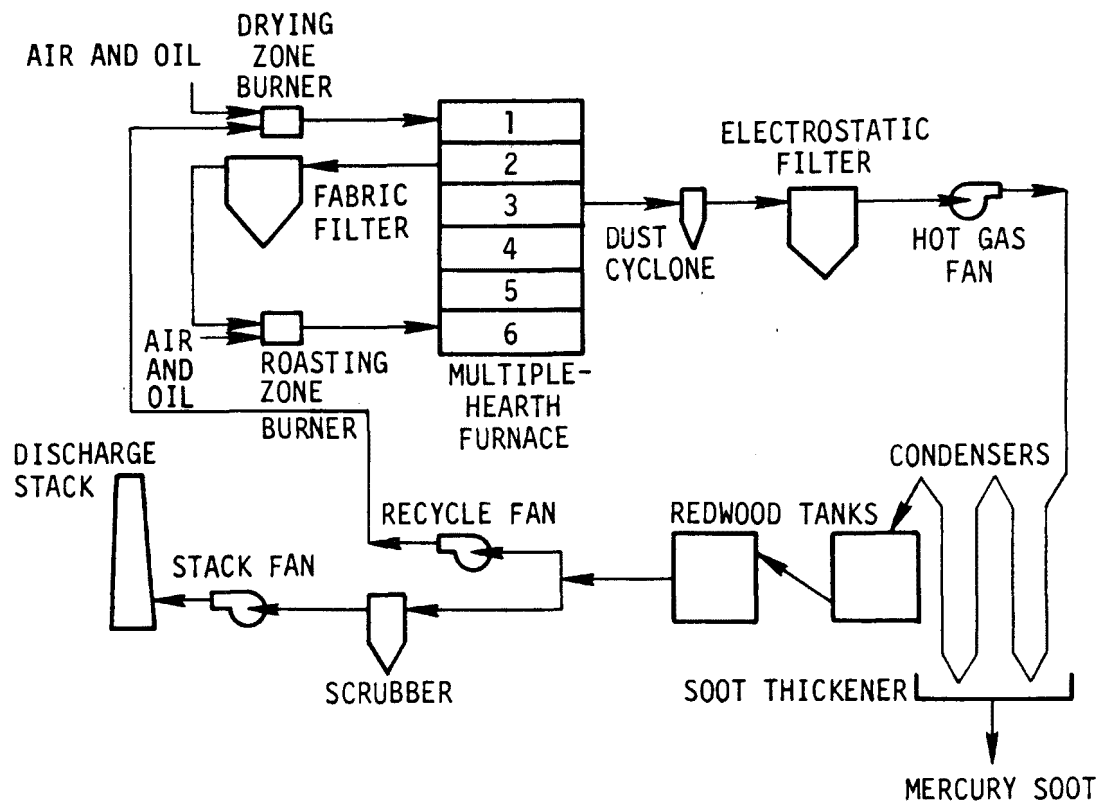 DRYING
ZONE
BURNER
AIR AND OIL
1
2
3
4
5
6
FABRIC
FILTER
ELECTROSTATIC
FILTER
DUST
CYCLONE
HOT GAS
FAN
AIR
AND
OIL
ROASTING
ZONE
BURNER
MULTIPLE-
HEARTH
FURNACE
DISCHARGE
STACK
CONDENSERS
RECYCLE FAN
REDWOOD TANKS
STACK FAN
SCRUBBER
SOOT THICKENER
MERCURY SOOT